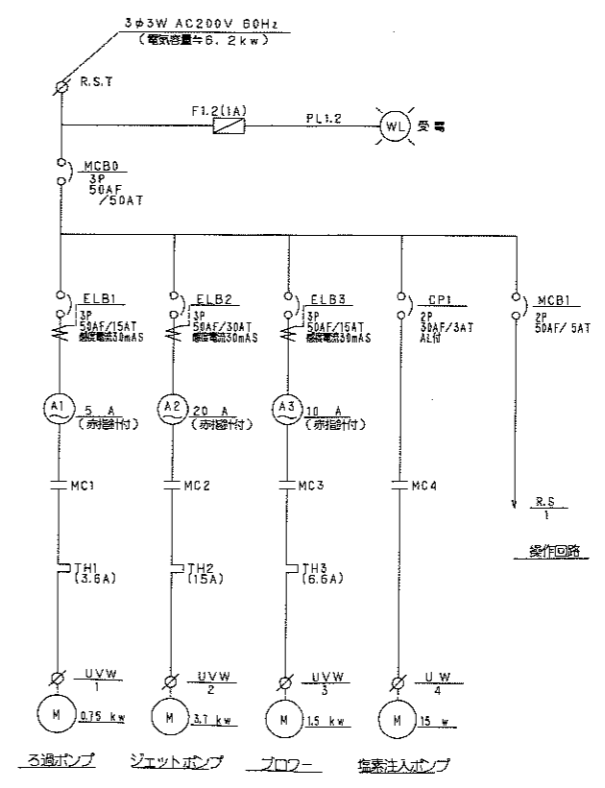 3φ3W AC200V 60Hz
(電気容量≒6.2kw)
R.S.T
F1.2(1A)
PL1.2
WL
受電
MCB0
3P
50AF
/50AT
ELB1
3P
50AF/15AT
感度電流30mAS
ELB2
3P
50AF/30AT
感度電流30mAS
ELB3
3P
50AF/15AT
感度電流30mAS
CP1
2P
30AF/3AT
AL付
MCB1
2P
50AF/5AT
A1
5 A
(赤指針付)
A2
20 A
(赤指針付)
A3
10 A
(赤指針付)
MC1
MC2
MC3
MC4
R.S
1
操作回路
TH1
(3.6A)
TH2
(15A)
TH3
(6.6A)
UVW
1
UVW
2
UVW
3
U W
4
M
0.75 kw
M
3.7 kw
M
1.5 kw
M
15 w
ろ過ポンプ
ジェットポンプ
ブロワー
塩素注入ポンプ